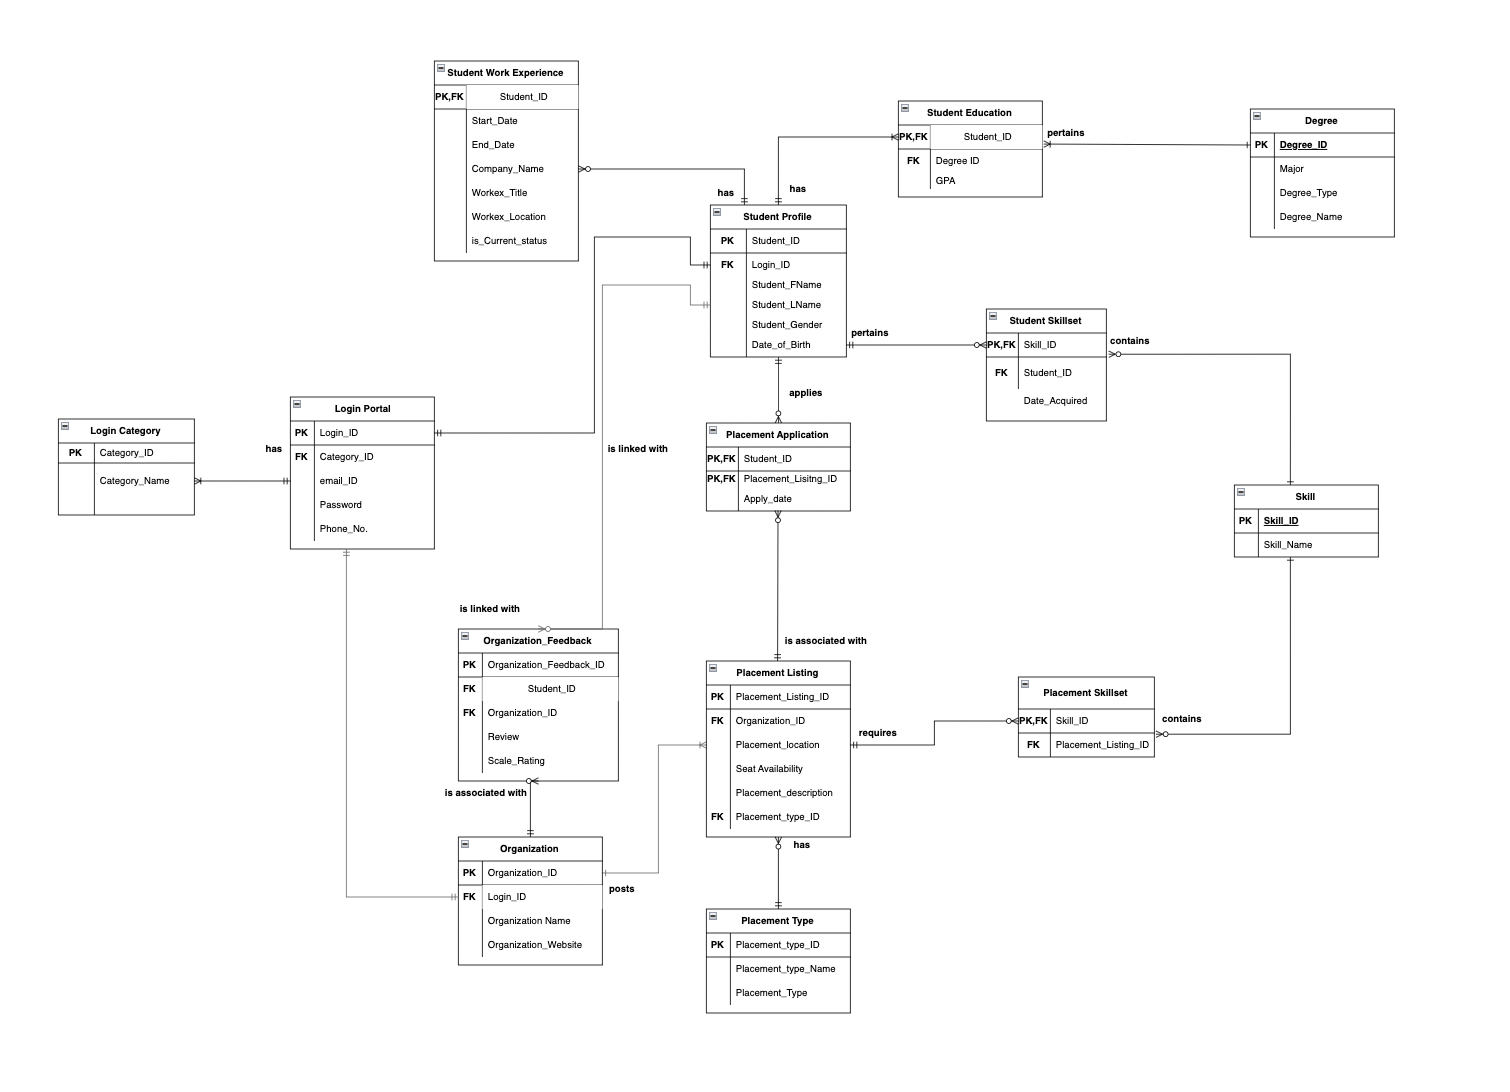 Student Work Experience
PK,FK Student_ID
Start_Date
End_Date
Company_Name
Workex_Title
Workex_Location
is_Current_status
Student Education
PK,FK Student_ID
FK Degree ID
GPA
pertains
Degree
PK Degree_ID
Major
Degree_Type
Degree_Name
has
has
Student Profile
PK Student_ID
FK Login_ID
Student_FName
Student_LName
Student_Gender
Date_of_Birth
pertains
Student Skillset
PK,FK Skill_ID
FK Student_ID
Date_Acquired
contains
applies
Login Category
PK Category_ID
Category_Name
has
Login Portal
PK Login_ID
FK Category_ID
email_ID
Password
Phone_No.
is linked with
Placement Application
PK,FK Student_ID
PK,FK Placement_Lisitng_ID
Apply_date
Skill
PK Skill_ID
Skill_Name
is linked with
Organization_Feedback
PK Organization_Feedback_ID
FK Student_ID
FK Organization_ID
Review
Scale_Rating
is associated with
is associated with
Placement Listing
PK Placement_Listing_ID
FK Organization_ID
Placement_location
Seat Availability
Placement_description
FK Placement_type_ID
requires
Placement Skillset
PK,FK Skill_ID
FK Placement_Listing_ID
contains
has
Organization
PK Organization_ID
FK Login_ID
Organization Name
Organization_Website
posts
Placement Type
PK Placement_type_ID
Placement_type_Name
Placement_Type